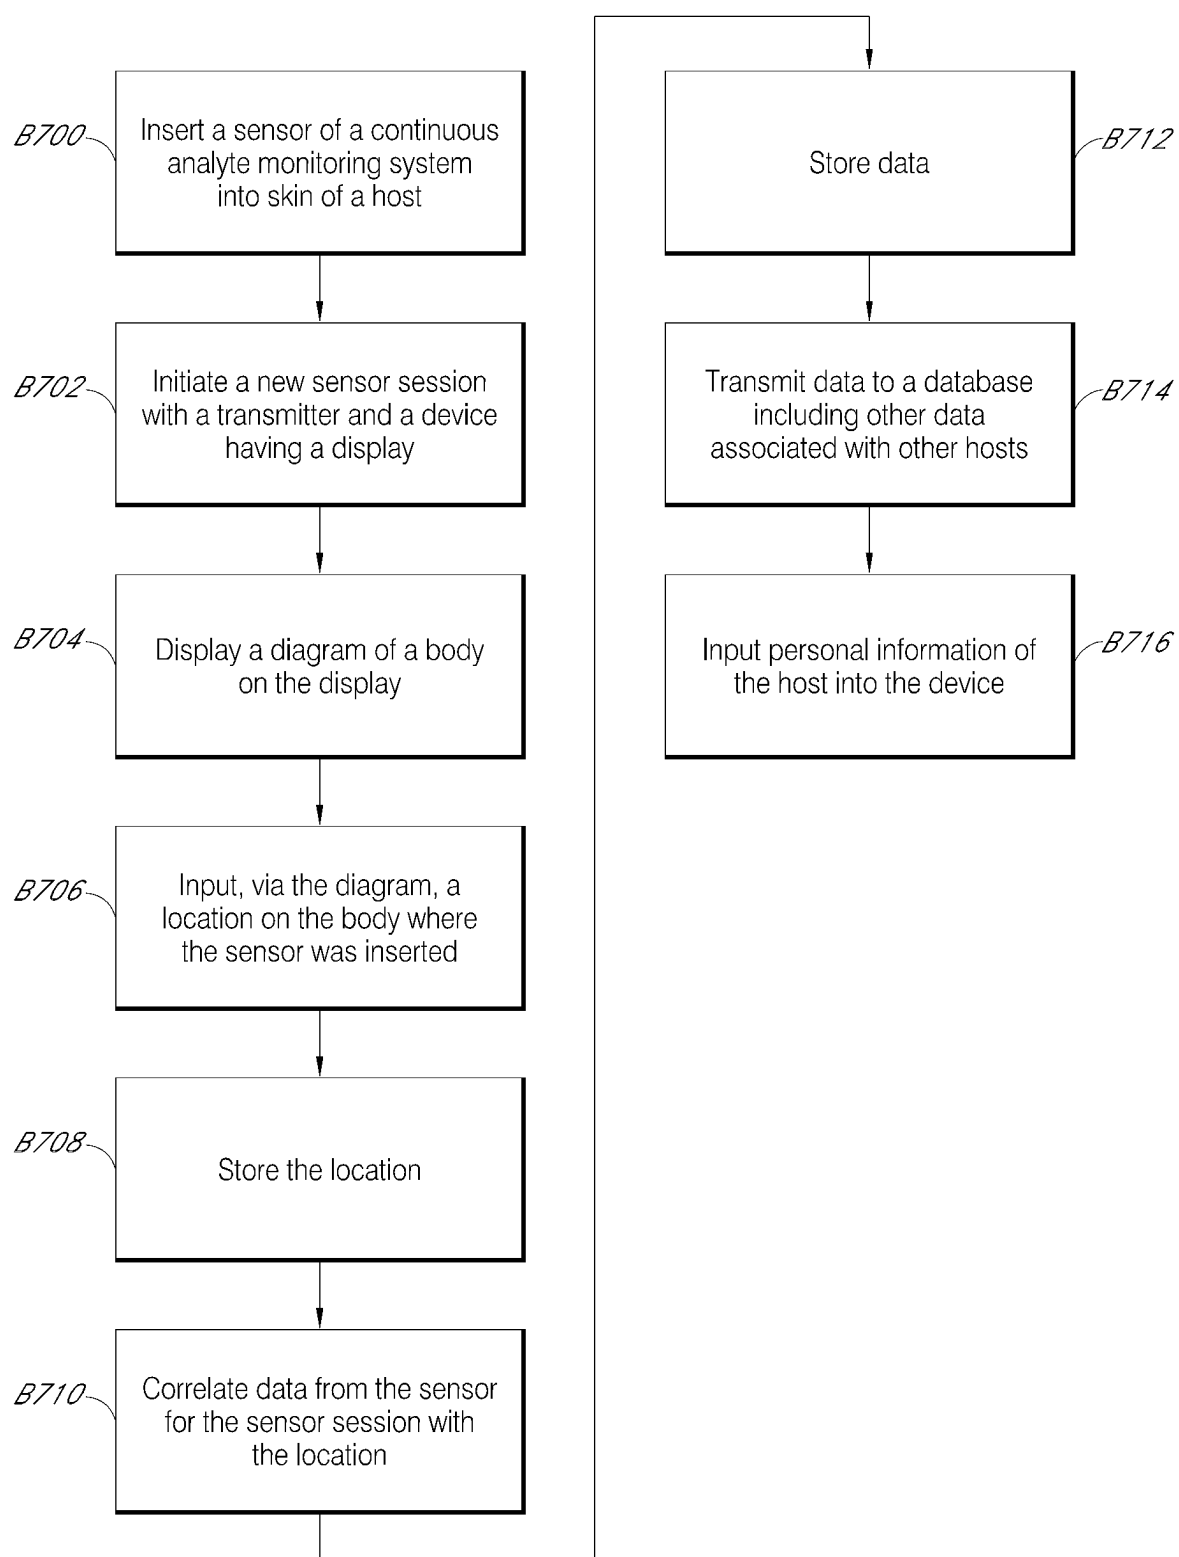 B700
Insert a sensor of a continuous
analyte monitoring system
into skin of a host
B702
Initiate a new sensor session
with a transmitter and a device
having a display
B704
Display a diagram of a body
on the display
B706
Input, via the diagram, a
location on the body where
the sensor was inserted
B708
Store the location
B710
Correlate data from the sensor
for the sensor session with
the location
B712
Store data
B714
Transmit data to a database
including other data
associated with other hosts
B716
Input personal information of
the host into the device